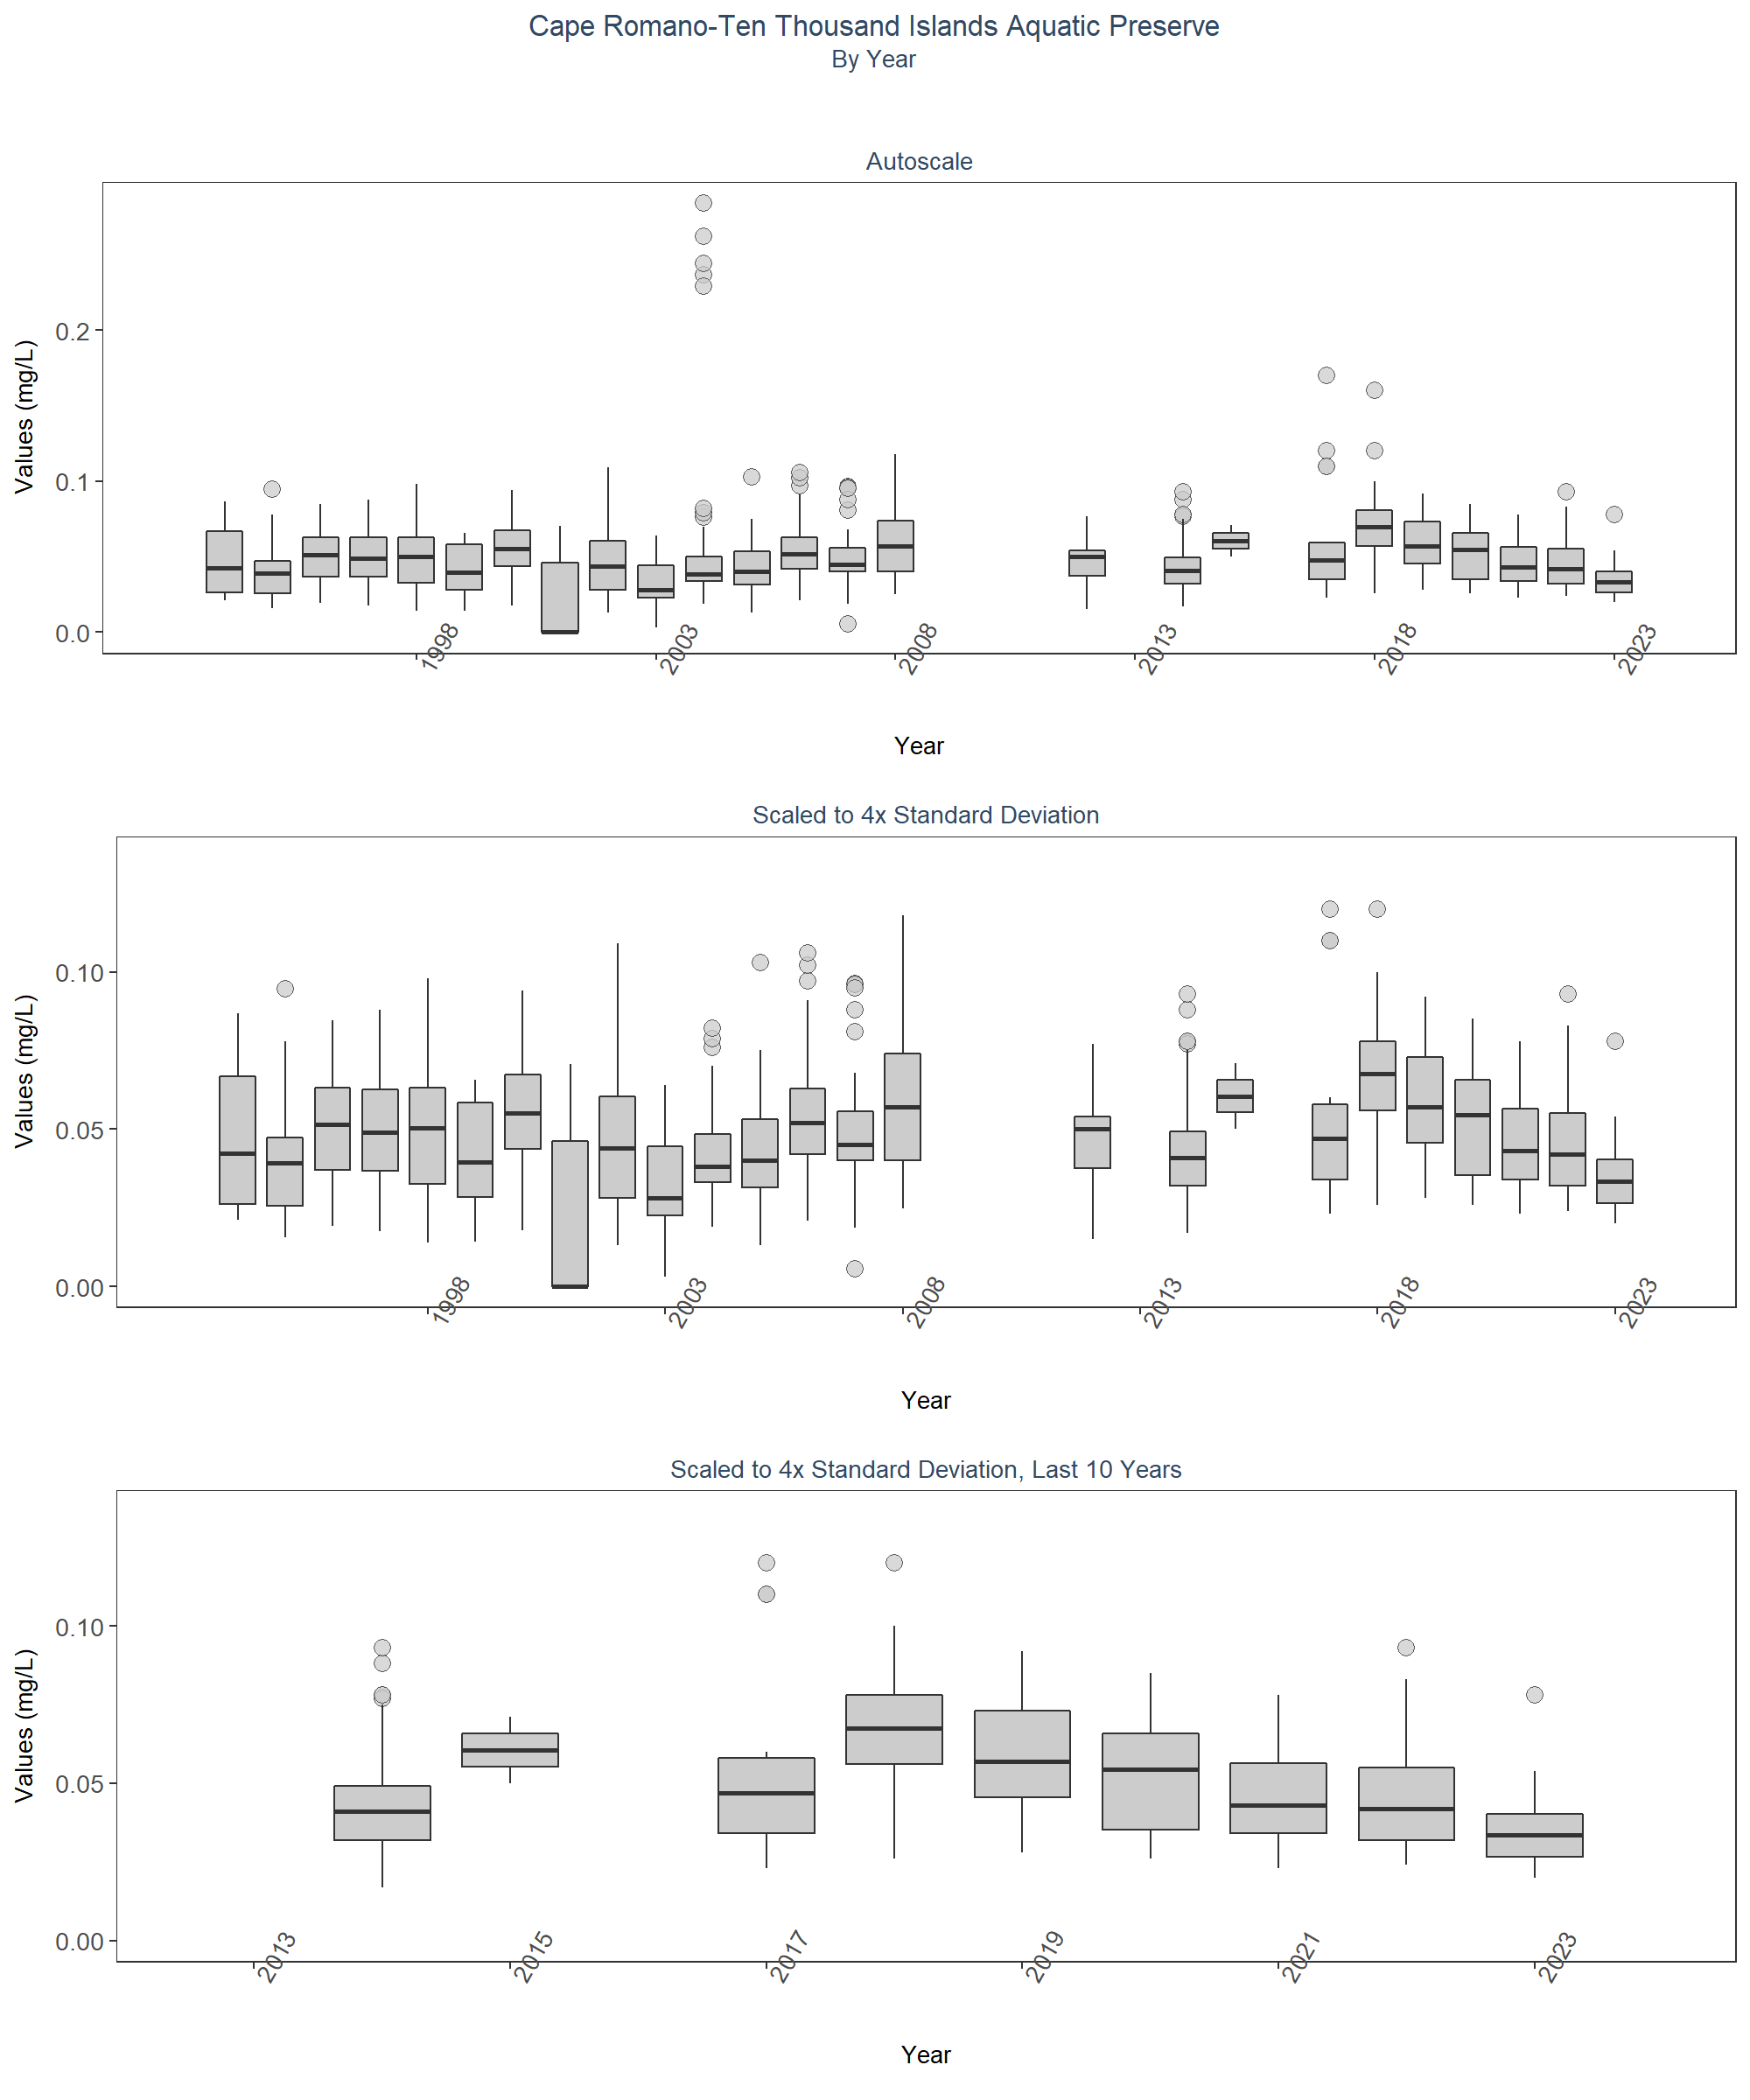 Cape Romano-Ten Thousand Islands Aquatic Preserve
By Year
Autoscale
Values (mg/L)
0.2
0.1
0.0
1998 2003 2008 2013 2018 2023
Year
Scaled to 4x Standard Deviation
Values (mg/L)
0.10
0.05
0.00
1998 2003 2008 2013 2018 2023
Year
Scaled to 4x Standard Deviation, Last 10 Years
Values (mg/L)
0.10
0.05
0.00
2013 2015 2017 2019 2021 2023
Year